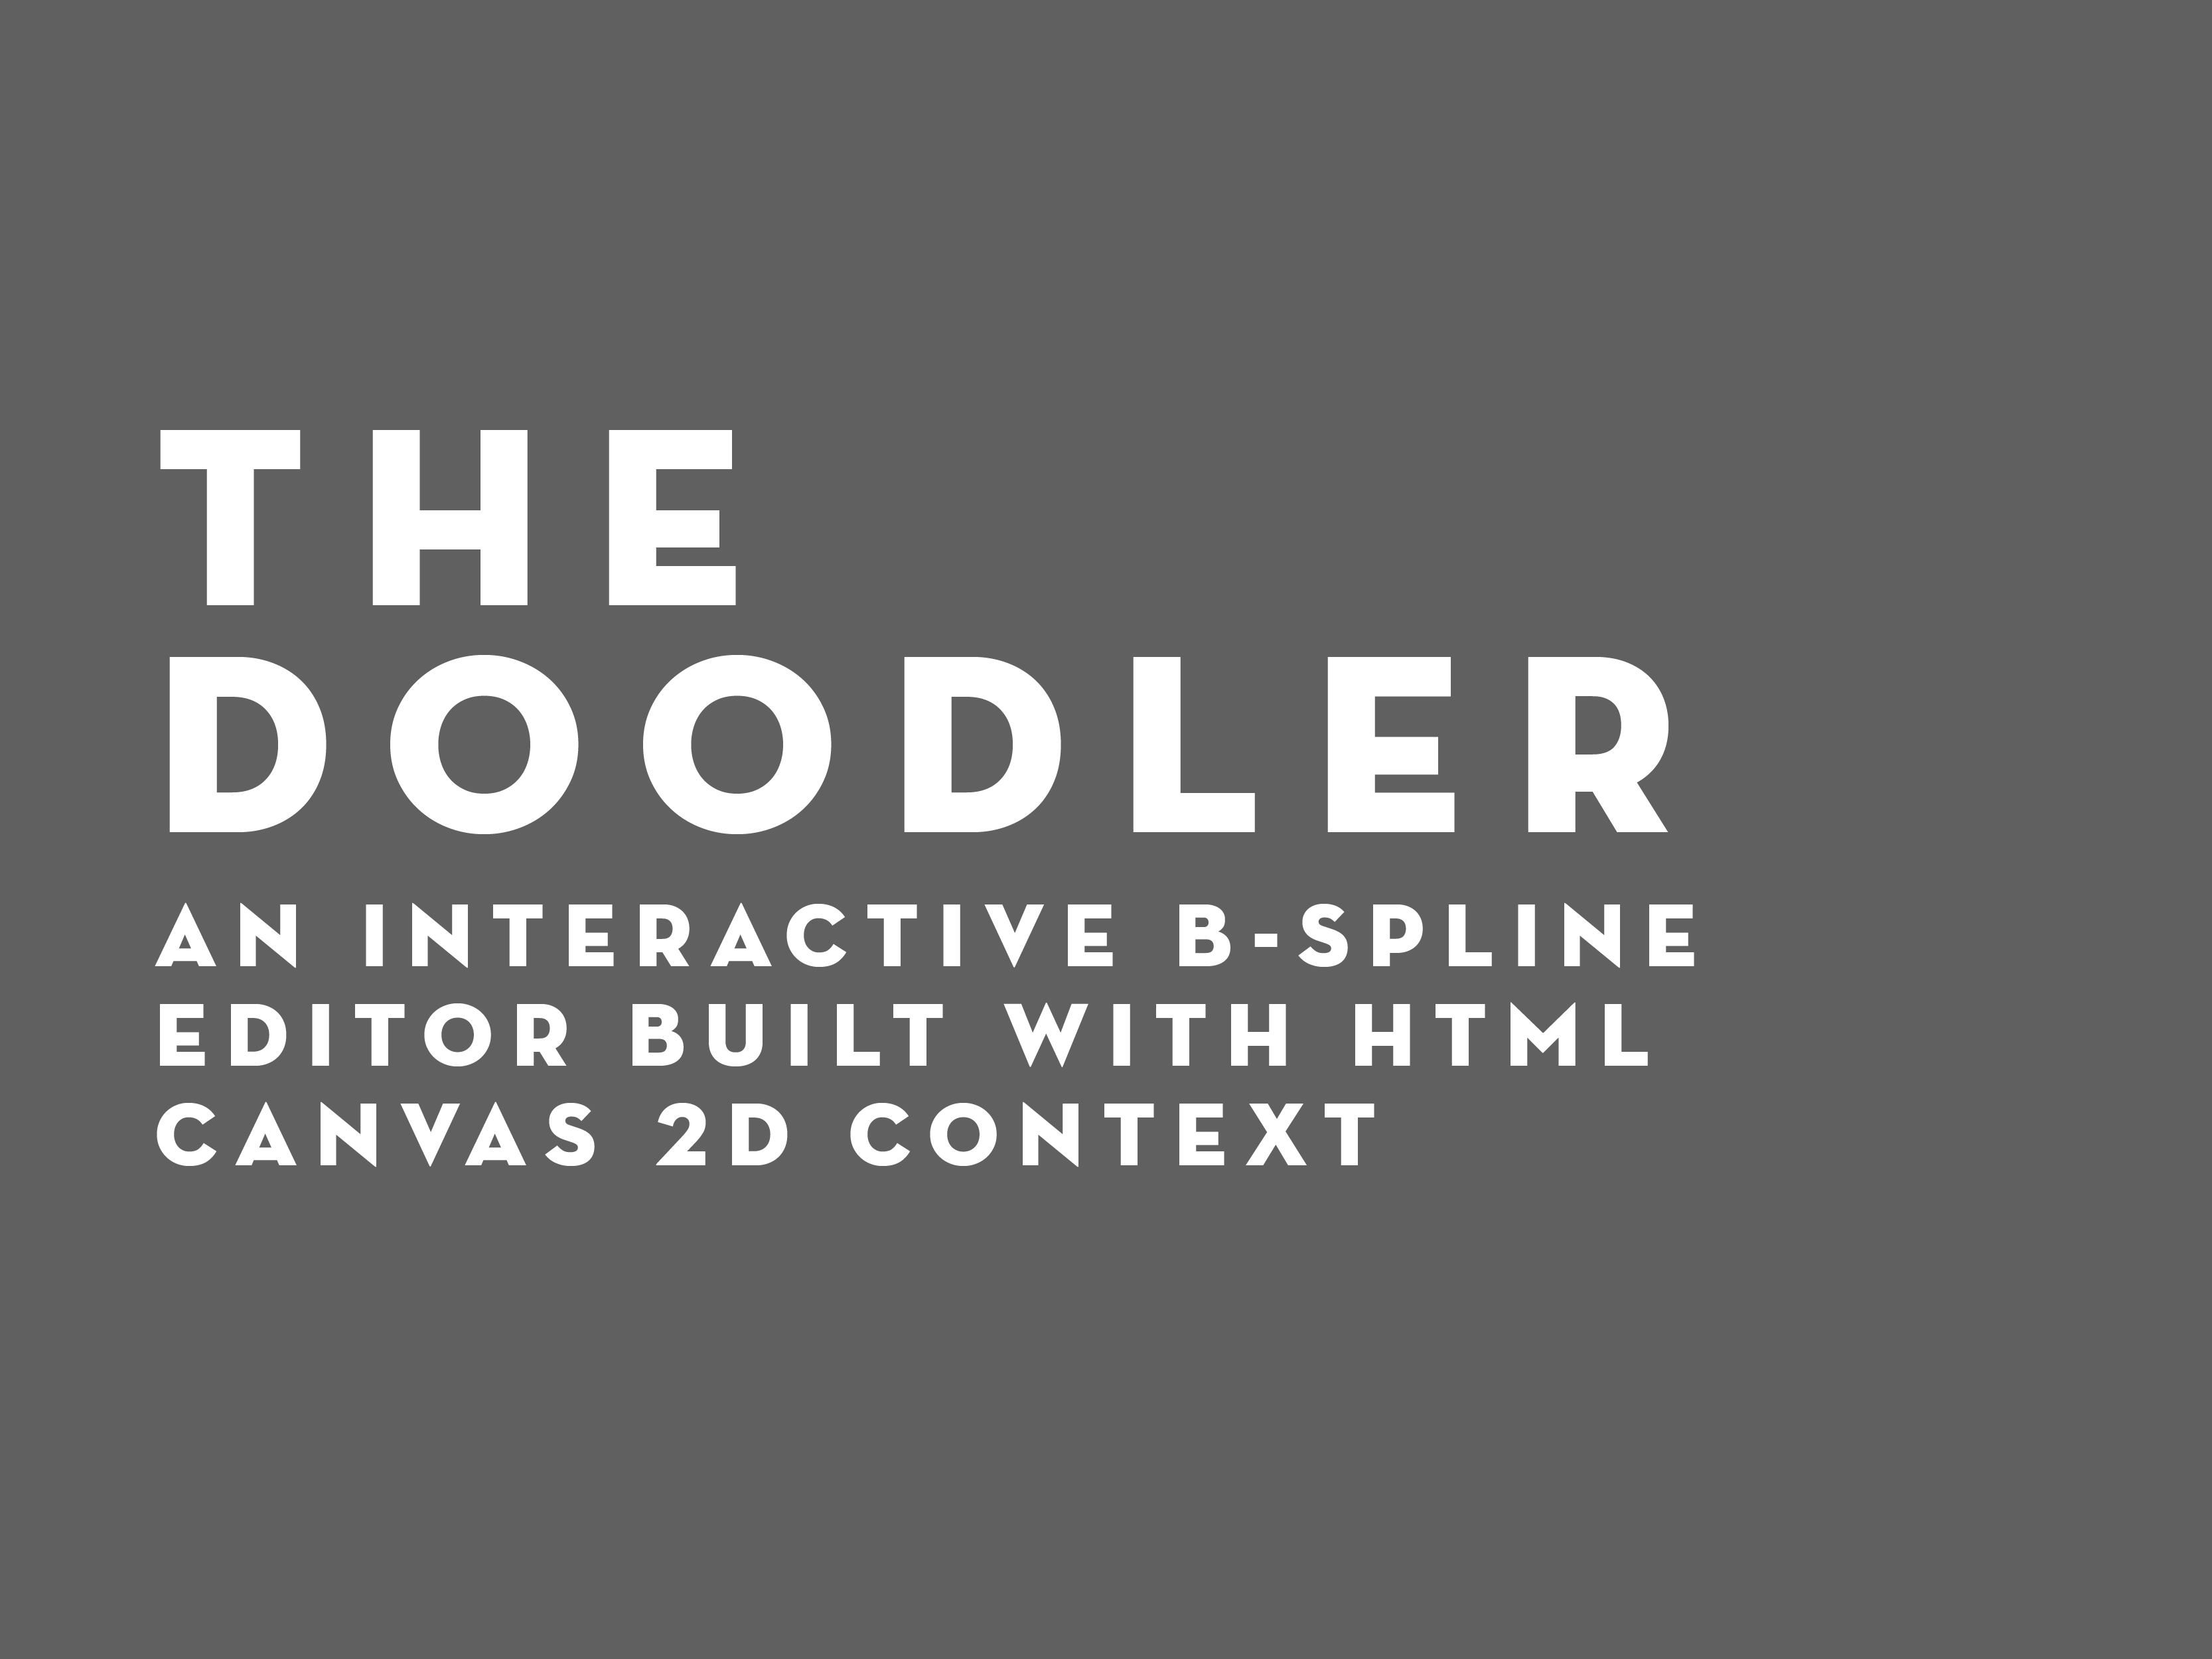 THE
DOODLER
AN INTERACTIVE B-SPLINE
EDITOR BUILT WITH HTML
CANVAS 2D CONTEXT